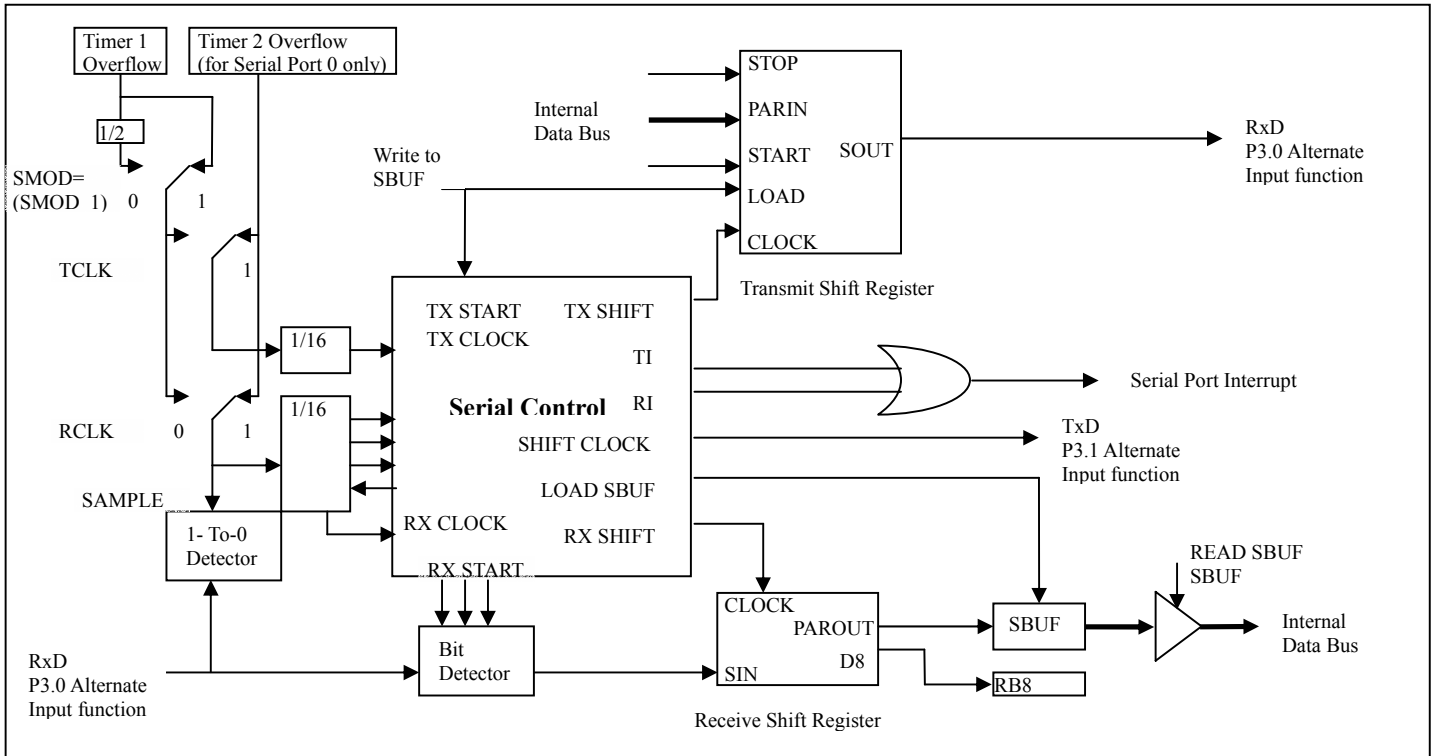 Timer 1
Overflow
Timer 2 Overflow
(for Serial Port 0 only)
1/2
SMOD=
(SMOD_1)
0
1
TCLK
1
1/16
RCLK
0
1
1/16
SAMPLE
1- To-0
Detector
RxD
P3.0 Alternate
Input function
Internal
Data Bus
Write to
SBUF
STOP
PARIN
START
SOUT
LOAD
CLOCK
Transmit Shift Register
RxD
P3.0 Alternate
Input function
TX START
TX SHIFT
TX CLOCK
TI
Serial Control
RI
SHIFT CLOCK
LOAD SBUF
RX CLOCK
RX SHIFT
RX START
Serial Port Interrupt
TxD
P3.1 Alternate
Input function
Bit
Detector
CLOCK
PAROUT
D8
SIN
Receive Shift Register
SBUF
RB8
READ SBUF
SBUF
Internal
Data Bus